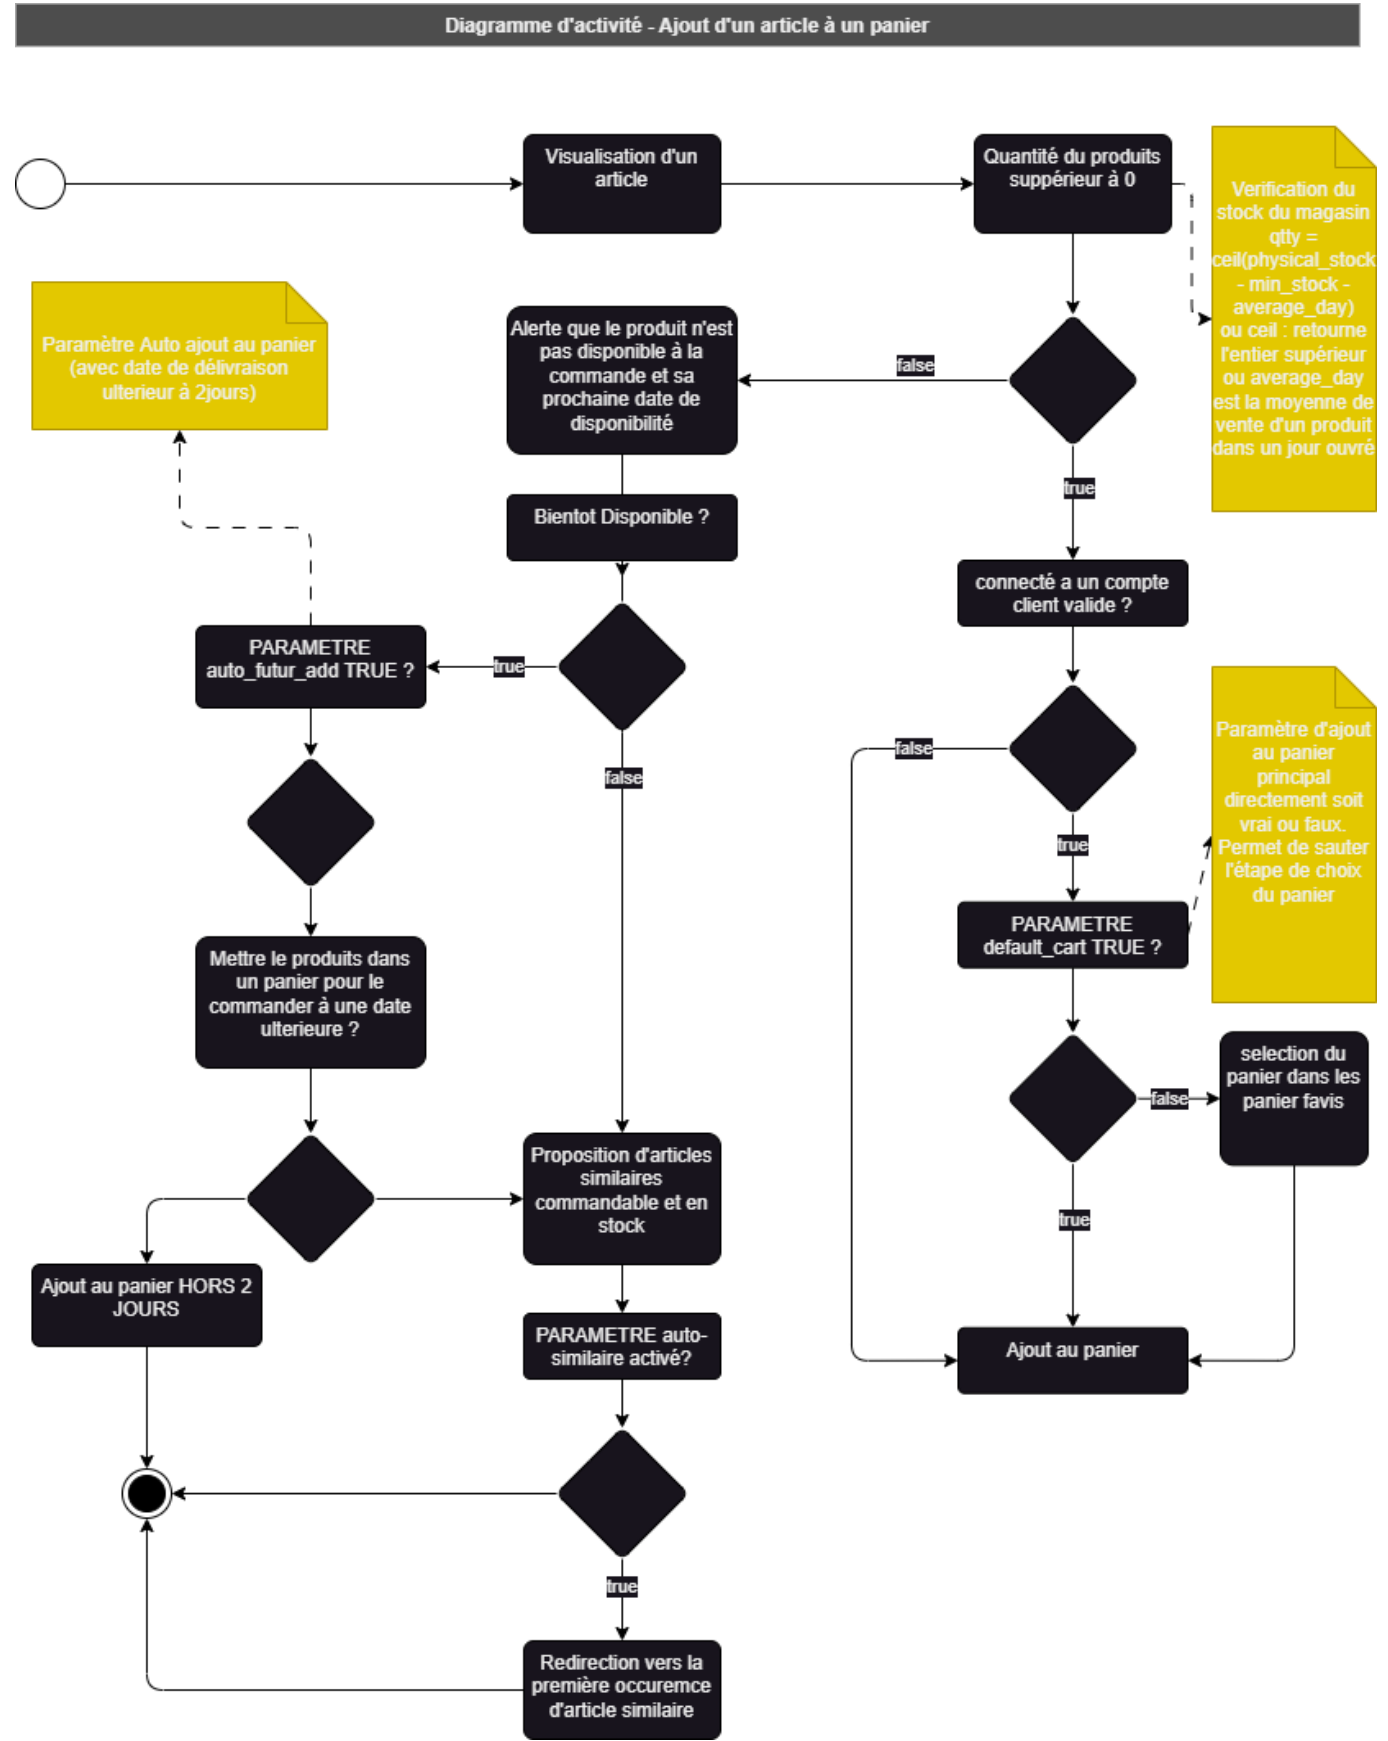 Diagramme d'activité - Ajout d'un article à un panier
Visualisation d'un
article
Quantité du produits
suppérieur à 0
Verification du
stock du magasin
qtty =
ceil(physical_stock
- min_stock -
average_day)
ou ceil : retourne
l'entier supérieur
ou average_day
est la moyenne de
vente d'un produit
dans un jour ouvré
Paramètre Auto ajout au panier
(avec date de délivraison
ulterieur à 2jours)
Alerte que le produit n'est
pas disponible à la
commande et sa
prochaine date de
disponibilité
false
true
Bientot Disponible ?
connecté a un compte
client valide ?
PARAMETRE
auto_futur_add TRUE ?
true
false
false
true
Paramètre d'ajout
au panier
principal
directement soit
vrai ou faux.
Permet de sauter
l'étape de choix
du panier
PARAMETRE
default_cart TRUE ?
Mettre le produits dans
un panier pour le
commander à une date
ulterieure ?
false
selection du
panier dans les
panier favis
true
Proposition d'articles
similaires
commandable et en
stock
Ajout au panier HORS 2
JOURS
PARAMETRE auto-
similaire activé?
Ajout au panier
true
Redirection vers la
première occuremce
d'article similaire